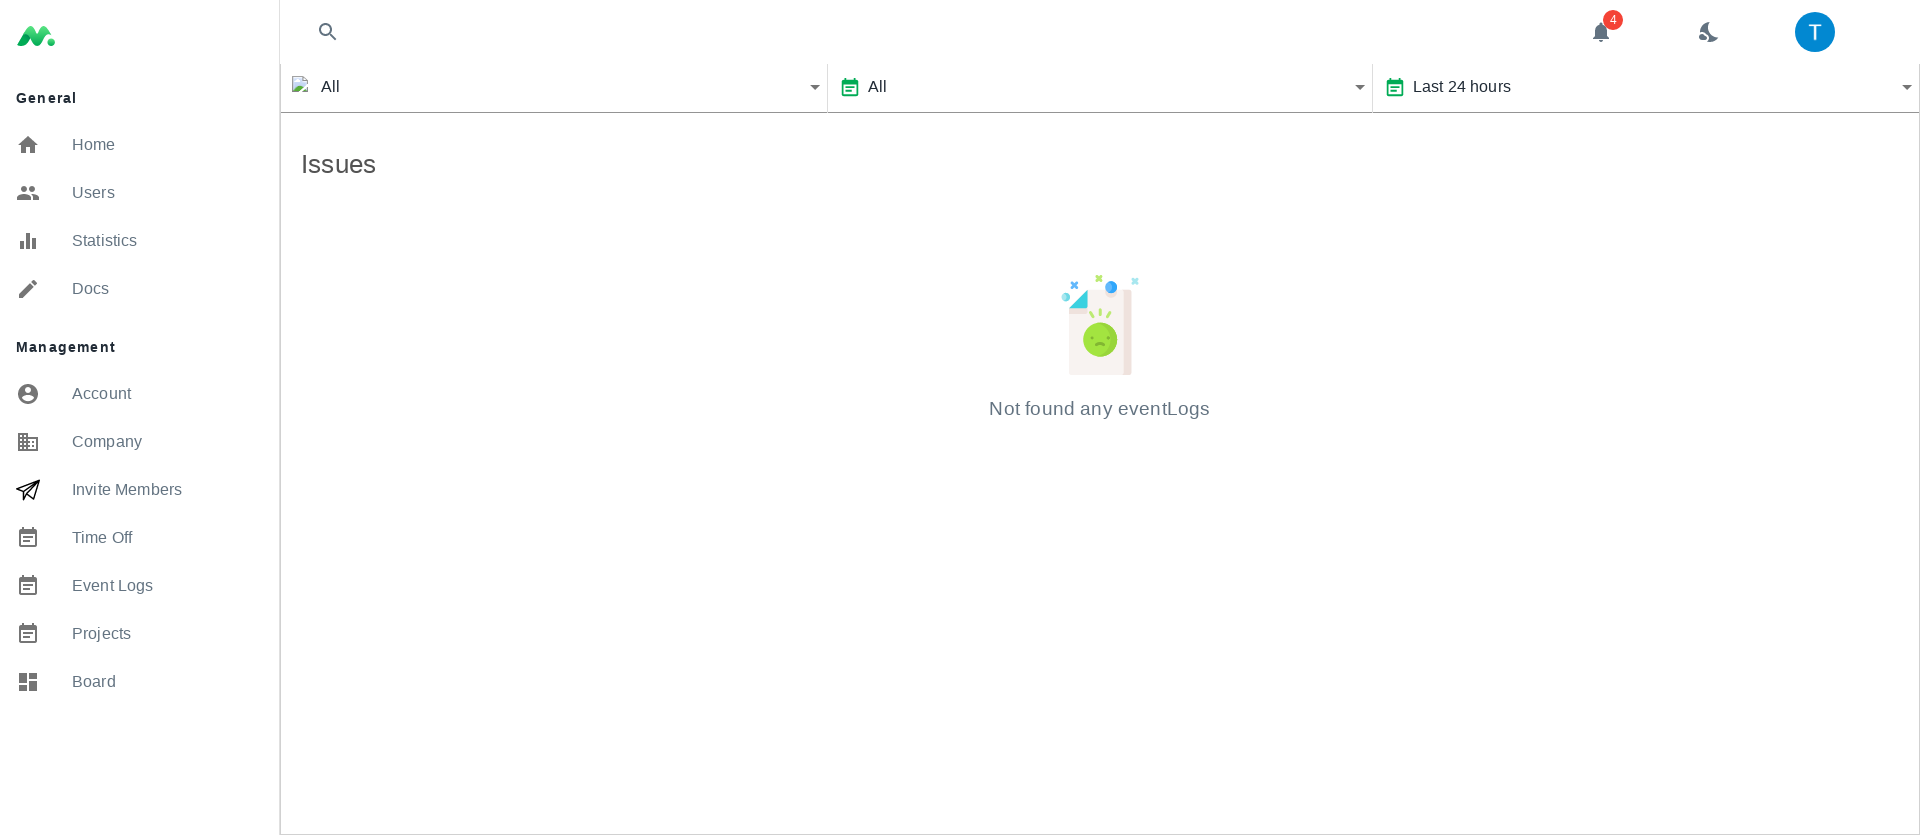 4
T
General
Home
Users
Statistics
Docs
Management
Account
Company
Invite Members
Time Off
Event Logs
Projects
Board
All
All
Last 24 hours
Issues
Not found any eventLogs